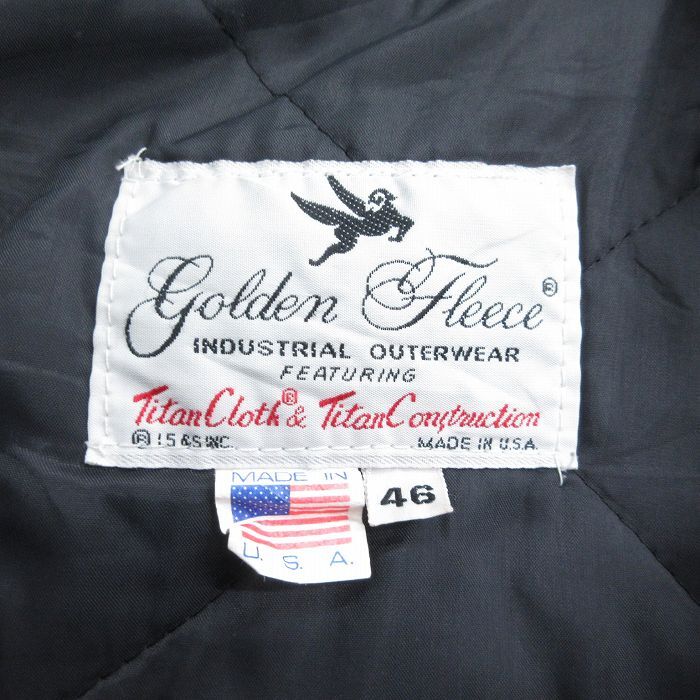 Golden Fleece®
INDUSTRIAL OUTERWEAR
FEATURING
TitanCloth® & TitanConstruction
® I S &S INC. MADE IN U.S.A.
MADE IN
U. S. A.
46